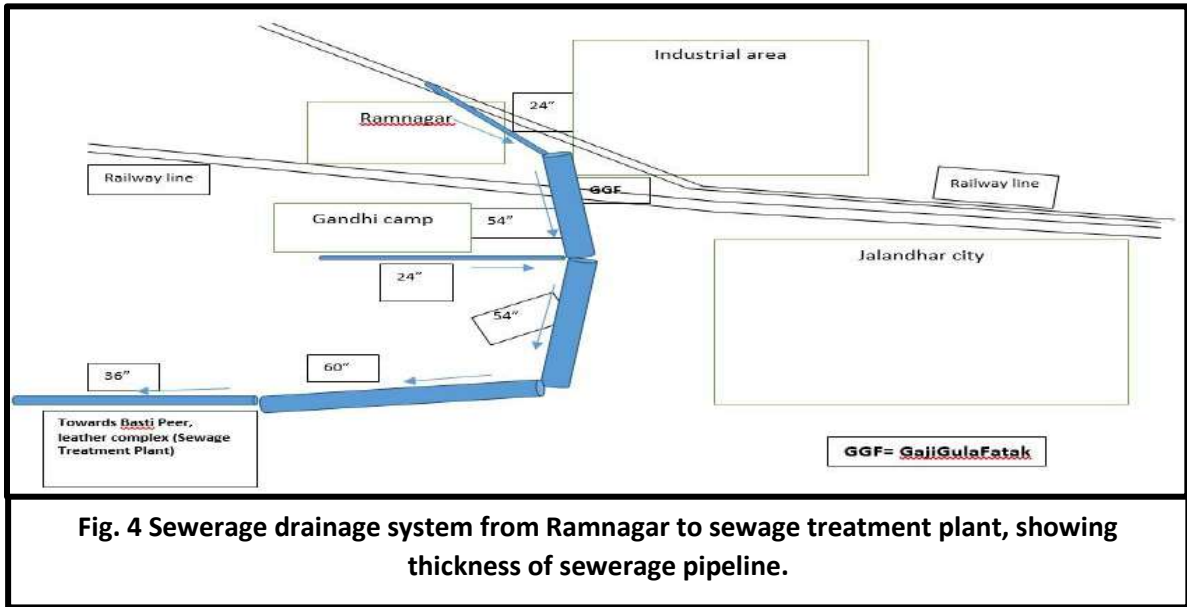 Industrial area
24”
Ramnagar
Railway line
GGF
Railway line
Gandhi camp
54”
Jalandhar city
24”
54”
60”
36”
Towards Basti Peer,
leather complex (Sewage
Treatment Plant)
GGF= GajiGulaFatak
Fig. 4 Sewerage drainage system from Ramnagar to sewage treatment plant, showing
thickness of sewerage pipeline.